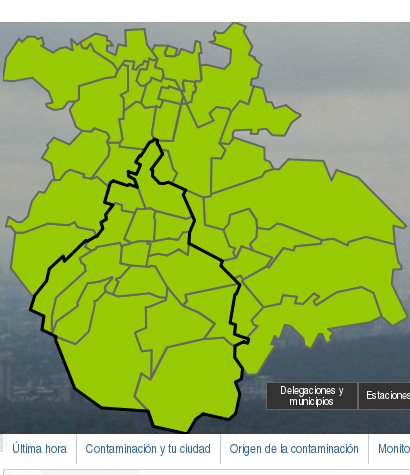 Delegaciones y
municipios
Estaciones
Última hora
Contaminación y tu ciudad
Origen de la contaminación
Monito